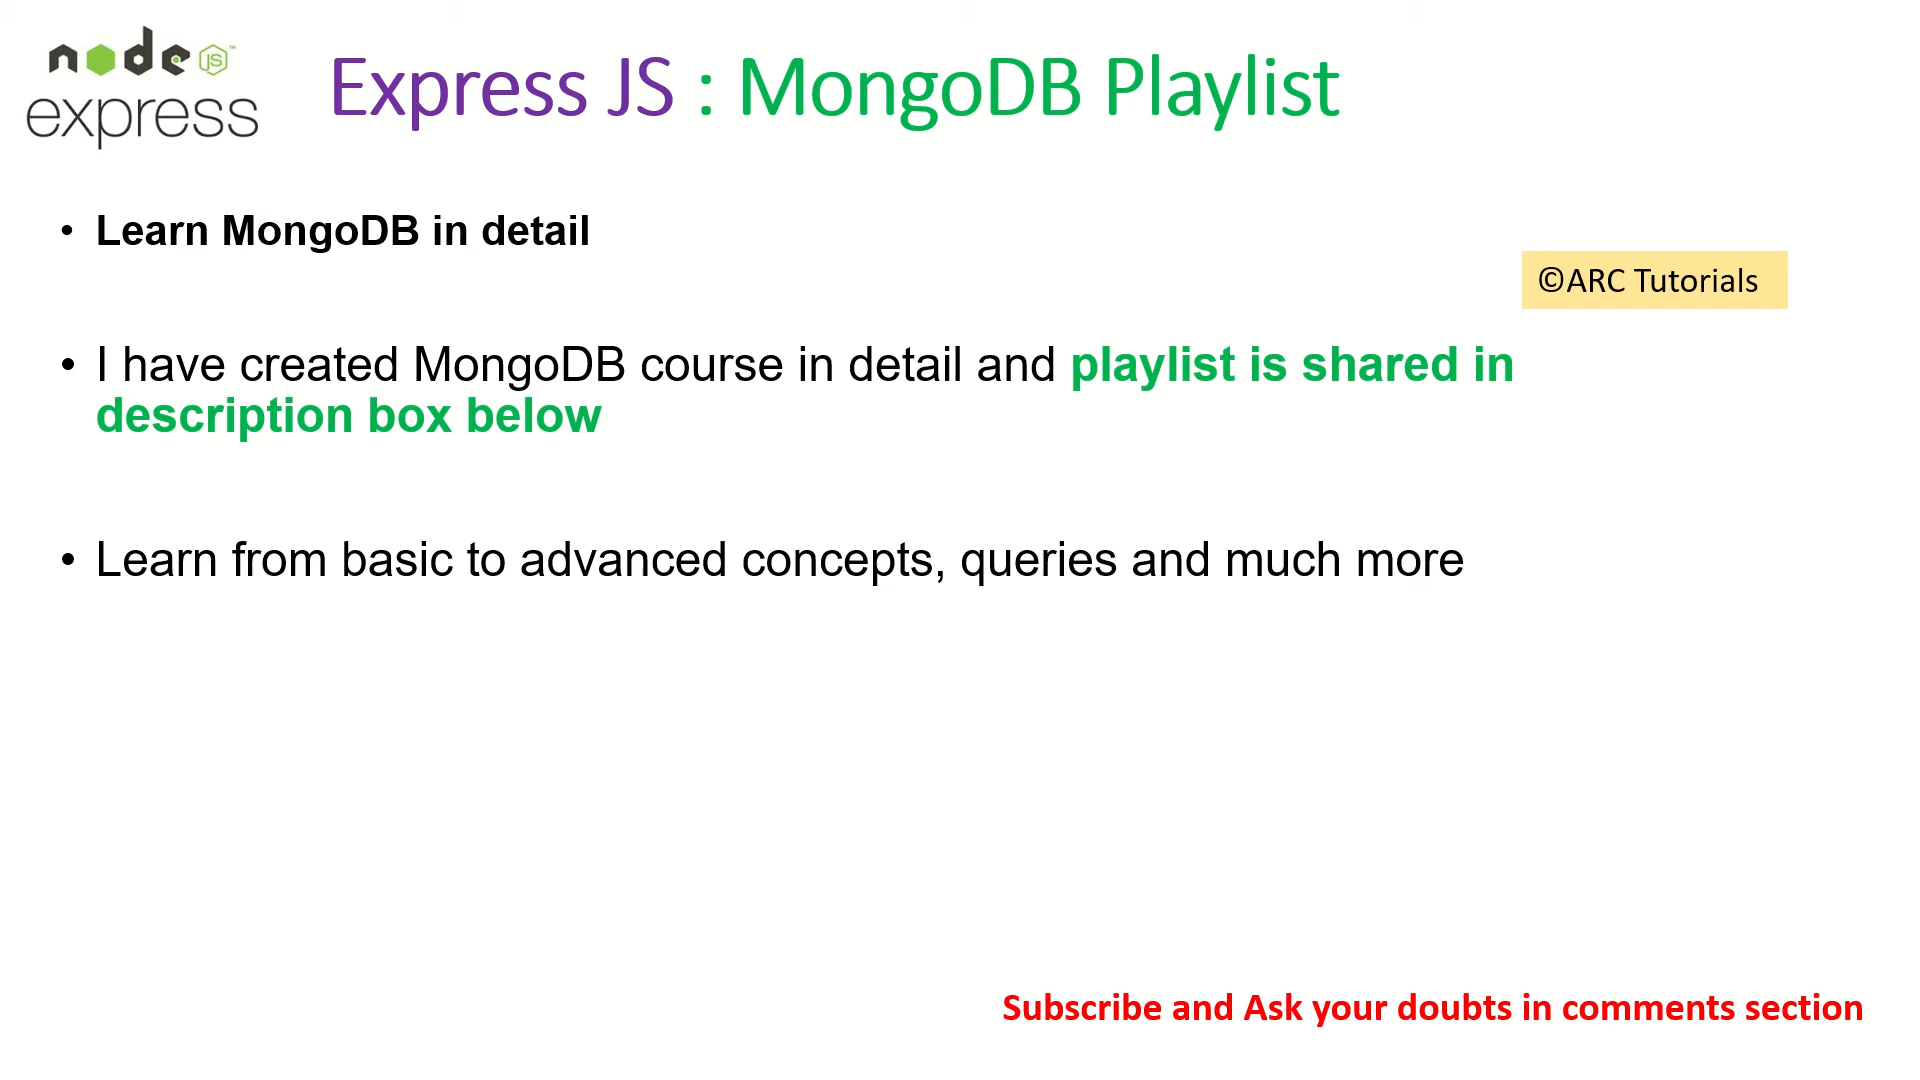 node JS ™
express
Express JS : MongoDB Playlist
• Learn MongoDB in detail
©ARC Tutorials
• I have created MongoDB course in detail and playlist is shared in
description box below
• Learn from basic to advanced concepts, queries and much more
Subscribe and Ask your doubts in comments section